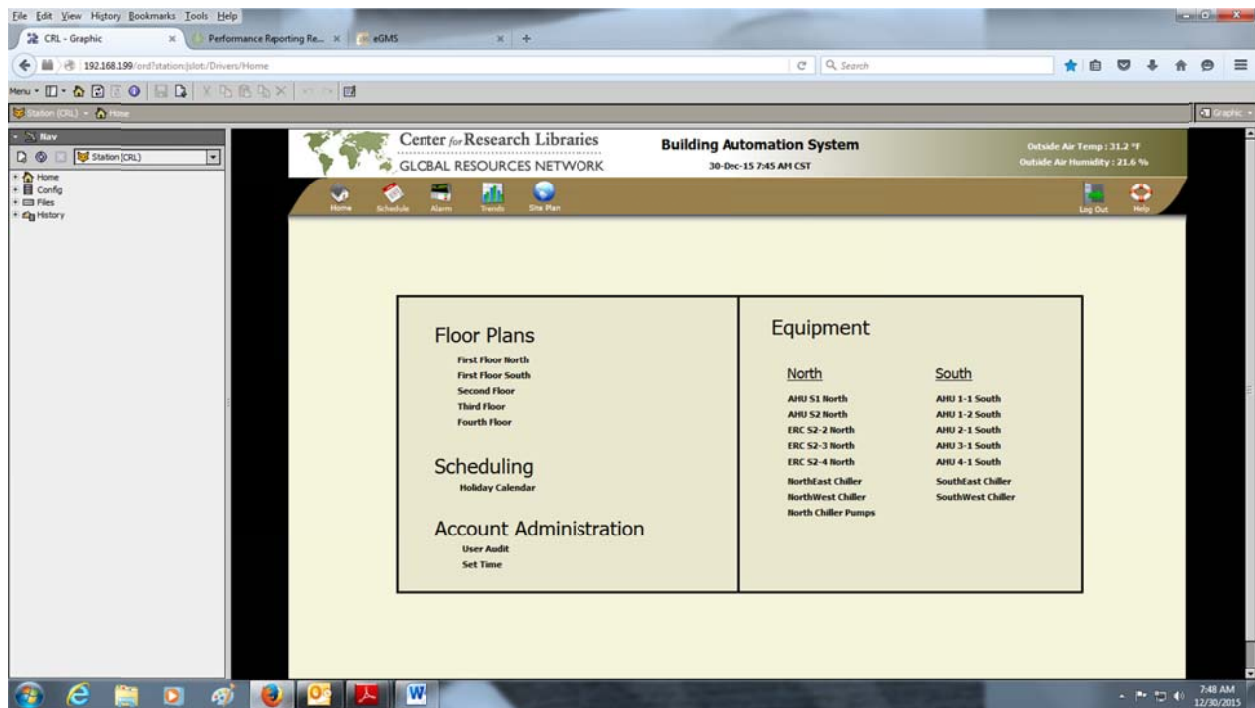 File Edit View History Bookmarks Tools Help
CRL - Graphic × Performance Reporting Re... × eGMS × +
192.168.199/ord?station:|slot:/Drivers/Home Search
Menu
Station (CRL) Home Graphic
Nav
Station (CRL)
Home
Config
Files
History
Center for Research Libraries
GLOBAL RESOURCES NETWORK
Building Automation System
30-Dec-15 7:45 AM CST
Outside Air Temp : 31.2 °F
Outside Air Humidity : 21.6 %
Home Schedule Alarm Trends Site Plan Log Out Help
Floor Plans
First Floor North
First Floor South
Second Floor
Third Floor
Fourth Floor
Scheduling
Holiday Calendar
Account Administration
User Audit
Set Time
Equipment
North
AHU S1 North
AHU S2 North
ERC S2-2 North
ERC S2-3 North
ERC S2-4 North
NorthEast Chiller
NorthWest Chiller
North Chiller Pumps
South
AHU 1-1 South
AHU 1-2 South
AHU 2-1 South
AHU 3-1 South
AHU 4-1 South
SouthEast Chiller
SouthWest Chiller
7:48 AM
12/30/2015